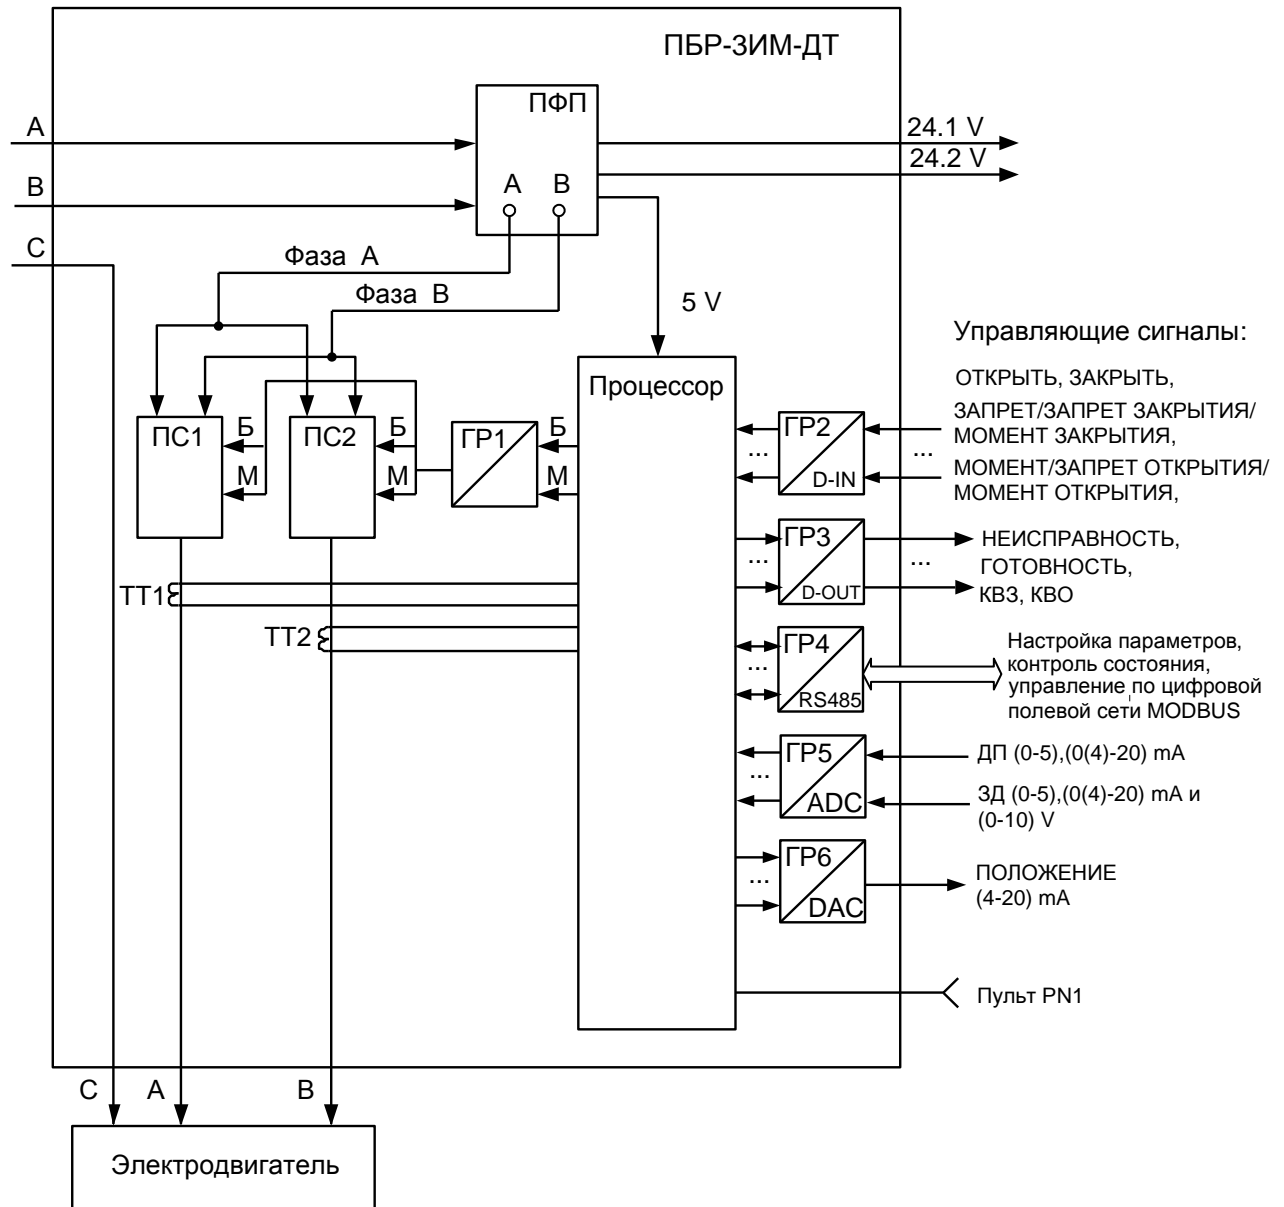 ПБР-3ИМ-ДТ
ПФП
A
24.1 V
24.2 V
B
A B
C
Фаза A
Фаза B
5 V
Управляющие сигналы:
Процессор
ОТКРЫТЬ, ЗАКРЫТЬ,
ЗАПРЕТ/ЗАПРЕТ ЗАКРЫТИЯ/
МОМЕНТ ЗАКРЫТИЯ,
МОМЕНТ/ЗАПРЕТ ОТКРЫТИЯ/
МОМЕНТ ОТКРЫТИЯ,
ПС1
Б
М
ПС2
Б
М
ГР1
Б
М
...
ГР2
D-IN
...
...
ГР3
D-OUT
...
НЕИСПРАВНОСТЬ,
ГОТОВНОСТЬ,
КВЗ, КВО
ТТ1
ТТ2
...
ГР4
RS485
Настройка параметров,
контроль состояния,
управление по цифровой
полевой сети MODBUS
...
ГР5
ADC
ДП (0-5),(0(4)-20) mA
ЗД (0-5),(0(4)-20) mA и
(0-10) V
...
ГР6
DAC
ПОЛОЖЕНИЕ
(4-20) mA
Пульт PN1
C A B
Электродвигатель